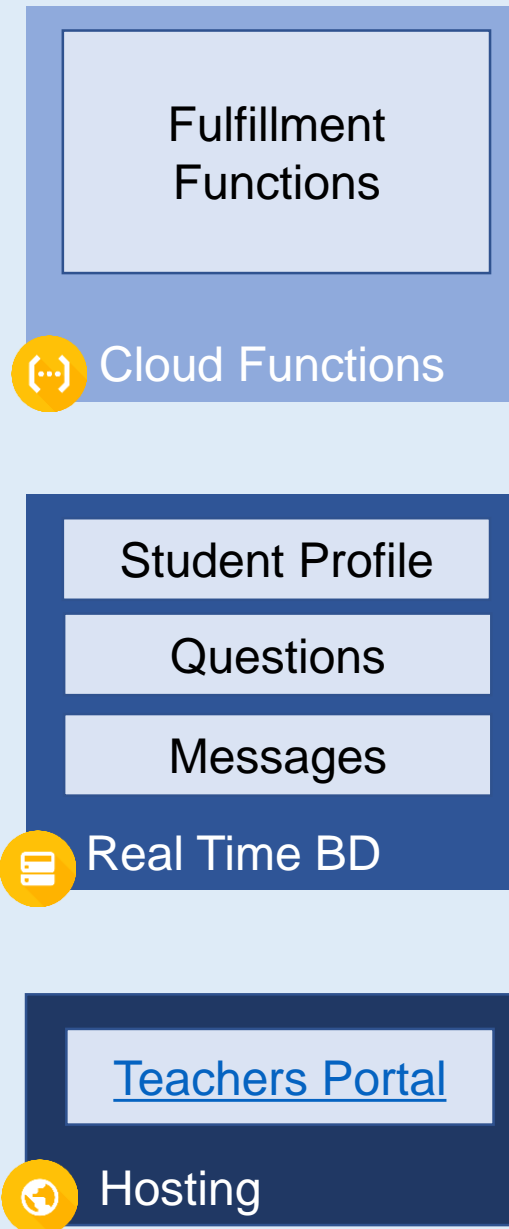 Fulfillment
Functions
Cloud Functions
Student Profile
Questions
Messages
Real Time BD
Teachers Portal
Hosting